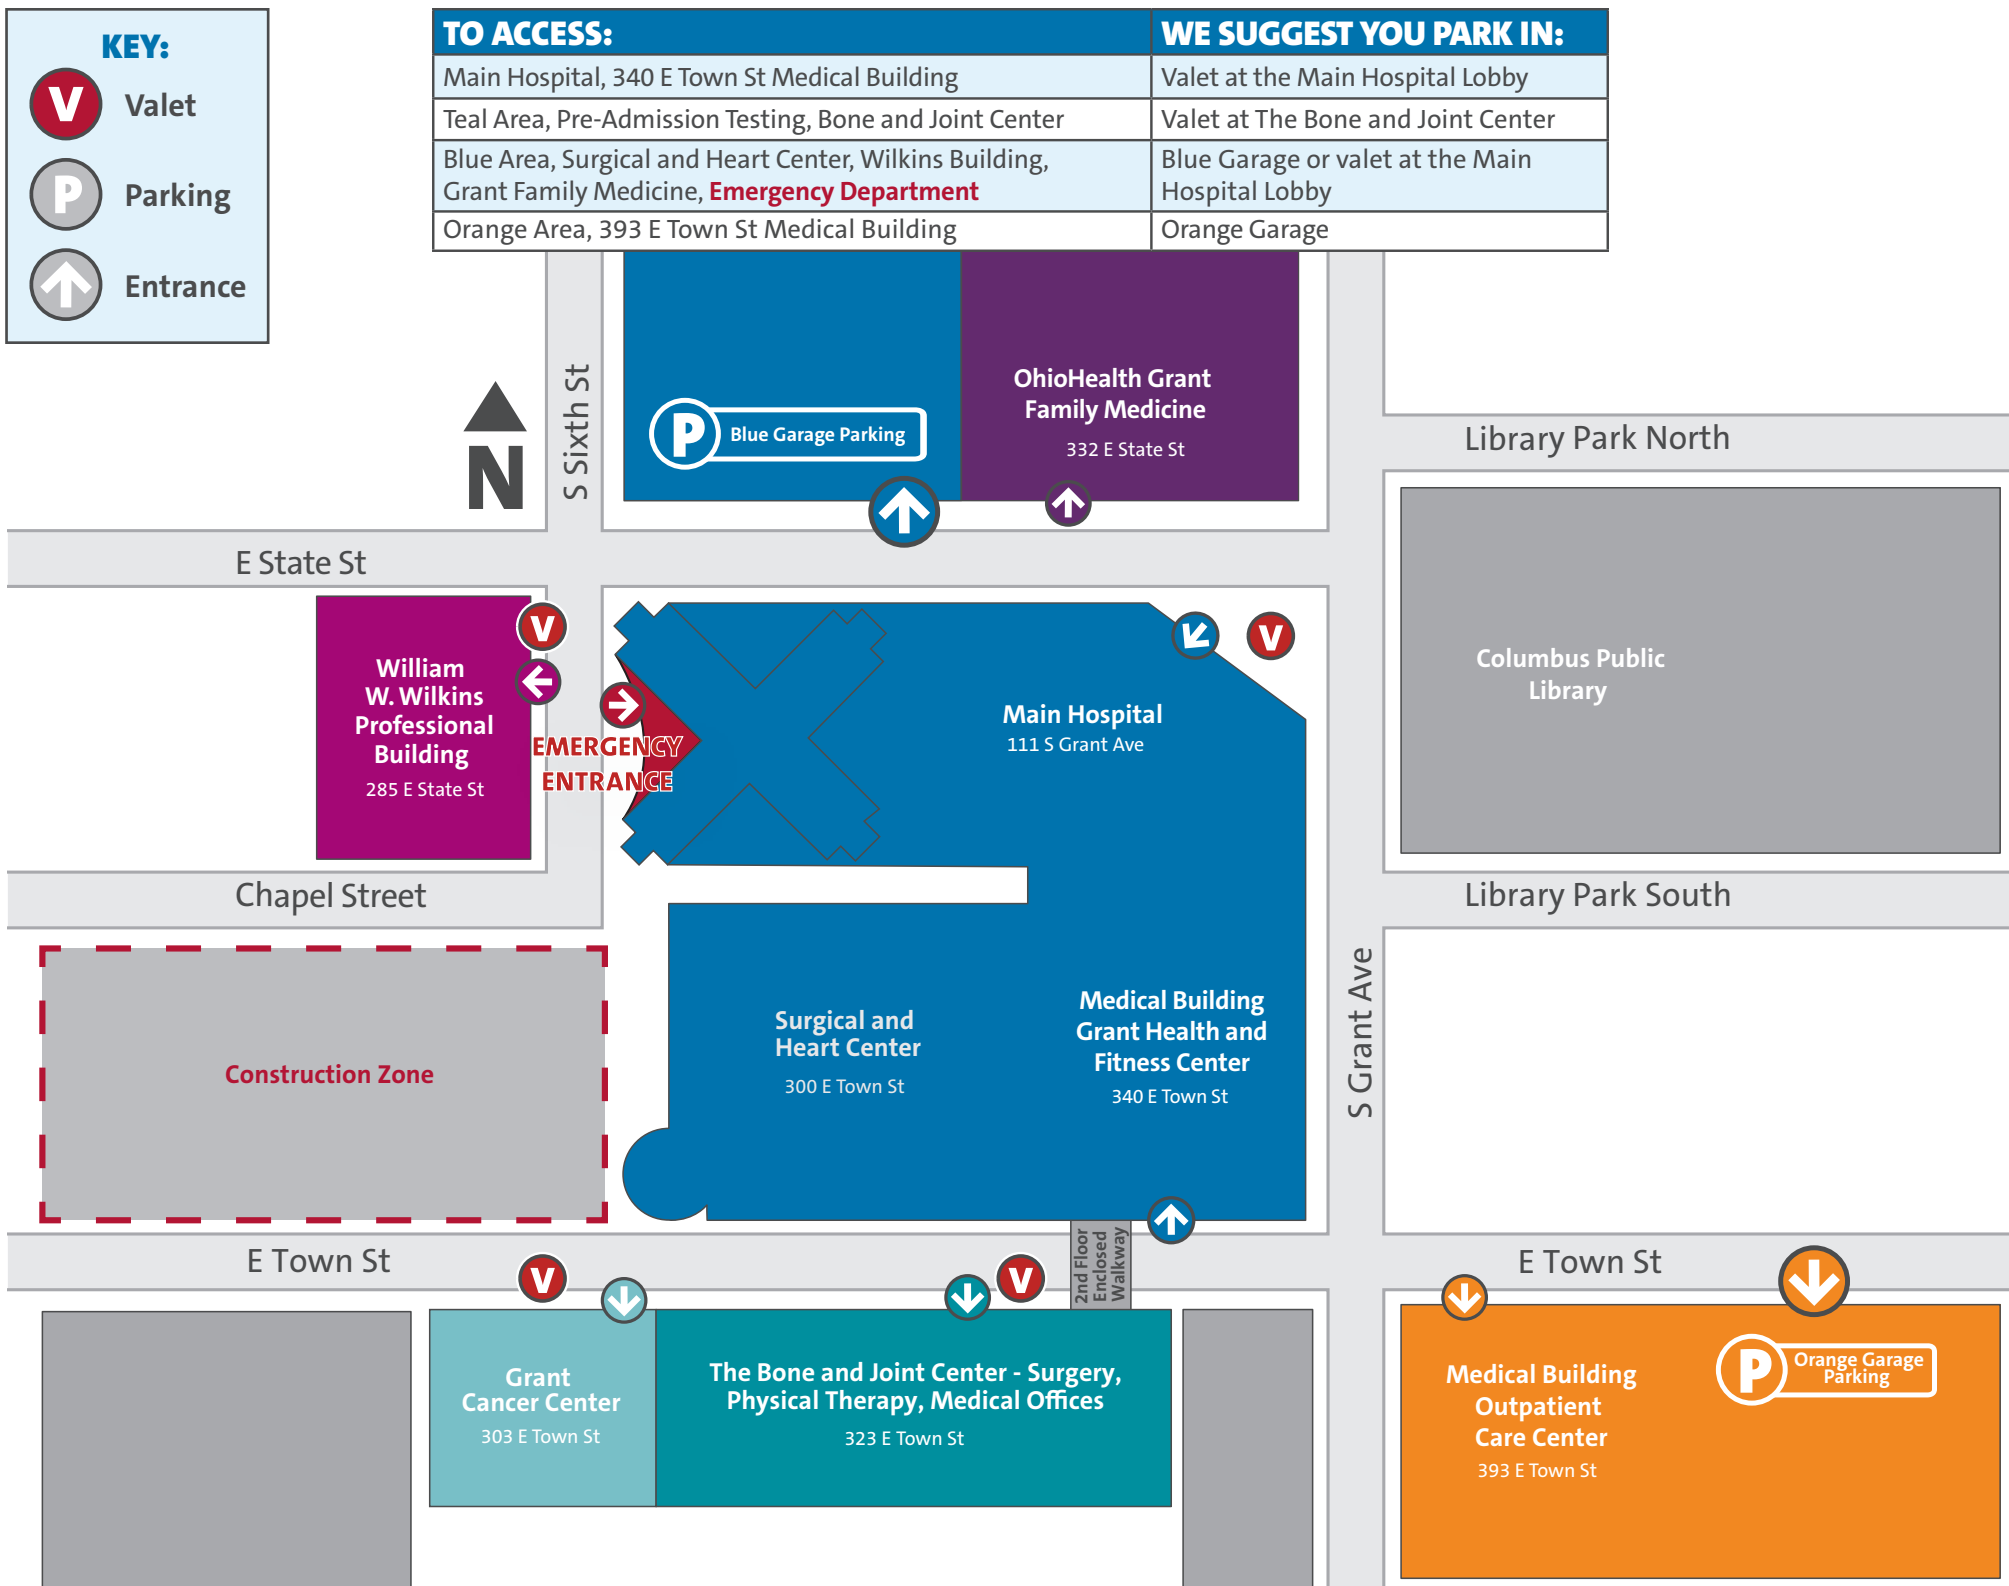 KEY:
V Valet
P Parking
Entrance
TO ACCESS: WE SUGGEST YOU PARK IN:
Main Hospital, 340 E Town St Medical Building Valet at the Main Hospital Lobby
Teal Area, Pre-Admission Testing, Bone and Joint Center Valet at The Bone and Joint Center
Blue Area, Surgical and Heart Center, Wilkins Building, Blue Garage or valet at the Main
Grant Family Medicine, Emergency Department Hospital Lobby
Orange Area, 393 E Town St Medical Building Orange Garage
N
S Sixth St
P Blue Garage Parking
OhioHealth Grant
Family Medicine
332 E State St
Library Park North
E State St
William
W. Wilkins
Professional
Building
285 E State St
V
EMERGENCY
ENTRANCE
Main Hospital
111 S Grant Ave
V
Columbus Public
Library
Chapel Street
Library Park South
Construction Zone
Surgical and
Heart Center
300 E Town St
Medical Building
Grant Health and
Fitness Center
340 E Town St
S Grant Ave
E Town St
V
V
2nd Floor
Enclosed
Walkway
E Town St
Grant
Cancer Center
303 E Town St
The Bone and Joint Center - Surgery,
Physical Therapy, Medical Offices
323 E Town St
Medical Building
Outpatient
Care Center
393 E Town St
P Orange Garage
Parking